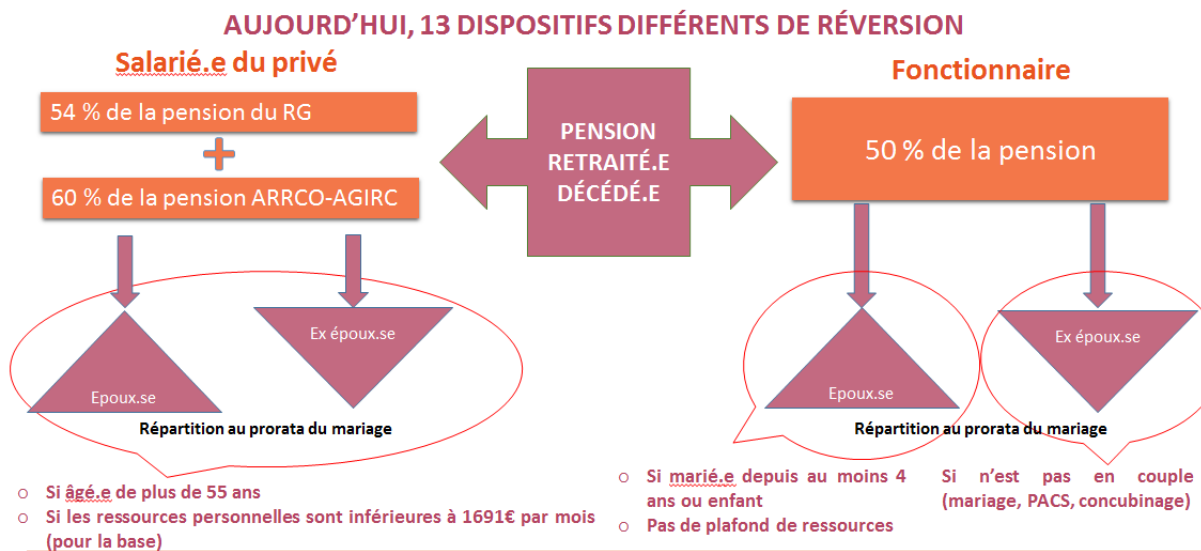 AUJOURD'HUI, 13 DISPOSITIFS DIFFÉRENTS DE RÉVERSION
Salarié.e du privé
54 % de la pension du RG
60 % de la pension ARRCO-AGIRC
PENSION
RETRAITÉ.E
DÉCÉDÉ.E
Fonctionnaire
50 % de la pension
Ex époux.se
Epoux.se
Répartition au prorata du mariage
Ex époux.se
Epoux.se
Répartition au prorata du mariage
○ Si âgé.e de plus de 55 ans
○ Si les ressources personnelles sont inférieures à 1691€ par mois
(pour la base)
○ Si marié.e depuis au moins 4
ans ou enfant
○ Pas de plafond de ressources
Si n'est pas en couple
(mariage, PACS, concubinage)